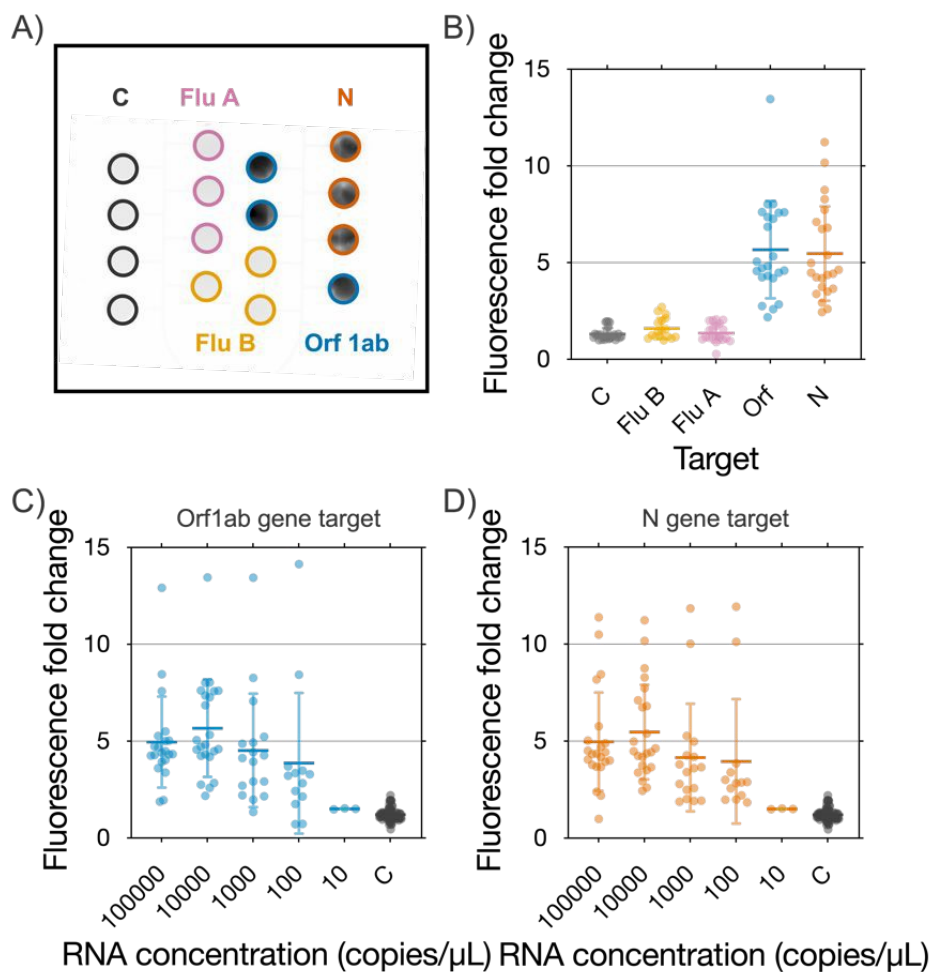 A)
C
Flu A
N
Flu B
Orf 1ab
B)
Fluorescence fold change
15
10
5
0
C
Flu B
Flu A
Orf
N
Target
C)
Orf1ab gene target
Fluorescence fold change
15
10
5
0
100000
10000
1000
100
10
C
RNA concentration (copies/µL)
D)
N gene target
Fluorescence fold change
15
10
5
0
100000
10000
1000
100
10
C
RNA concentration (copies/µL)